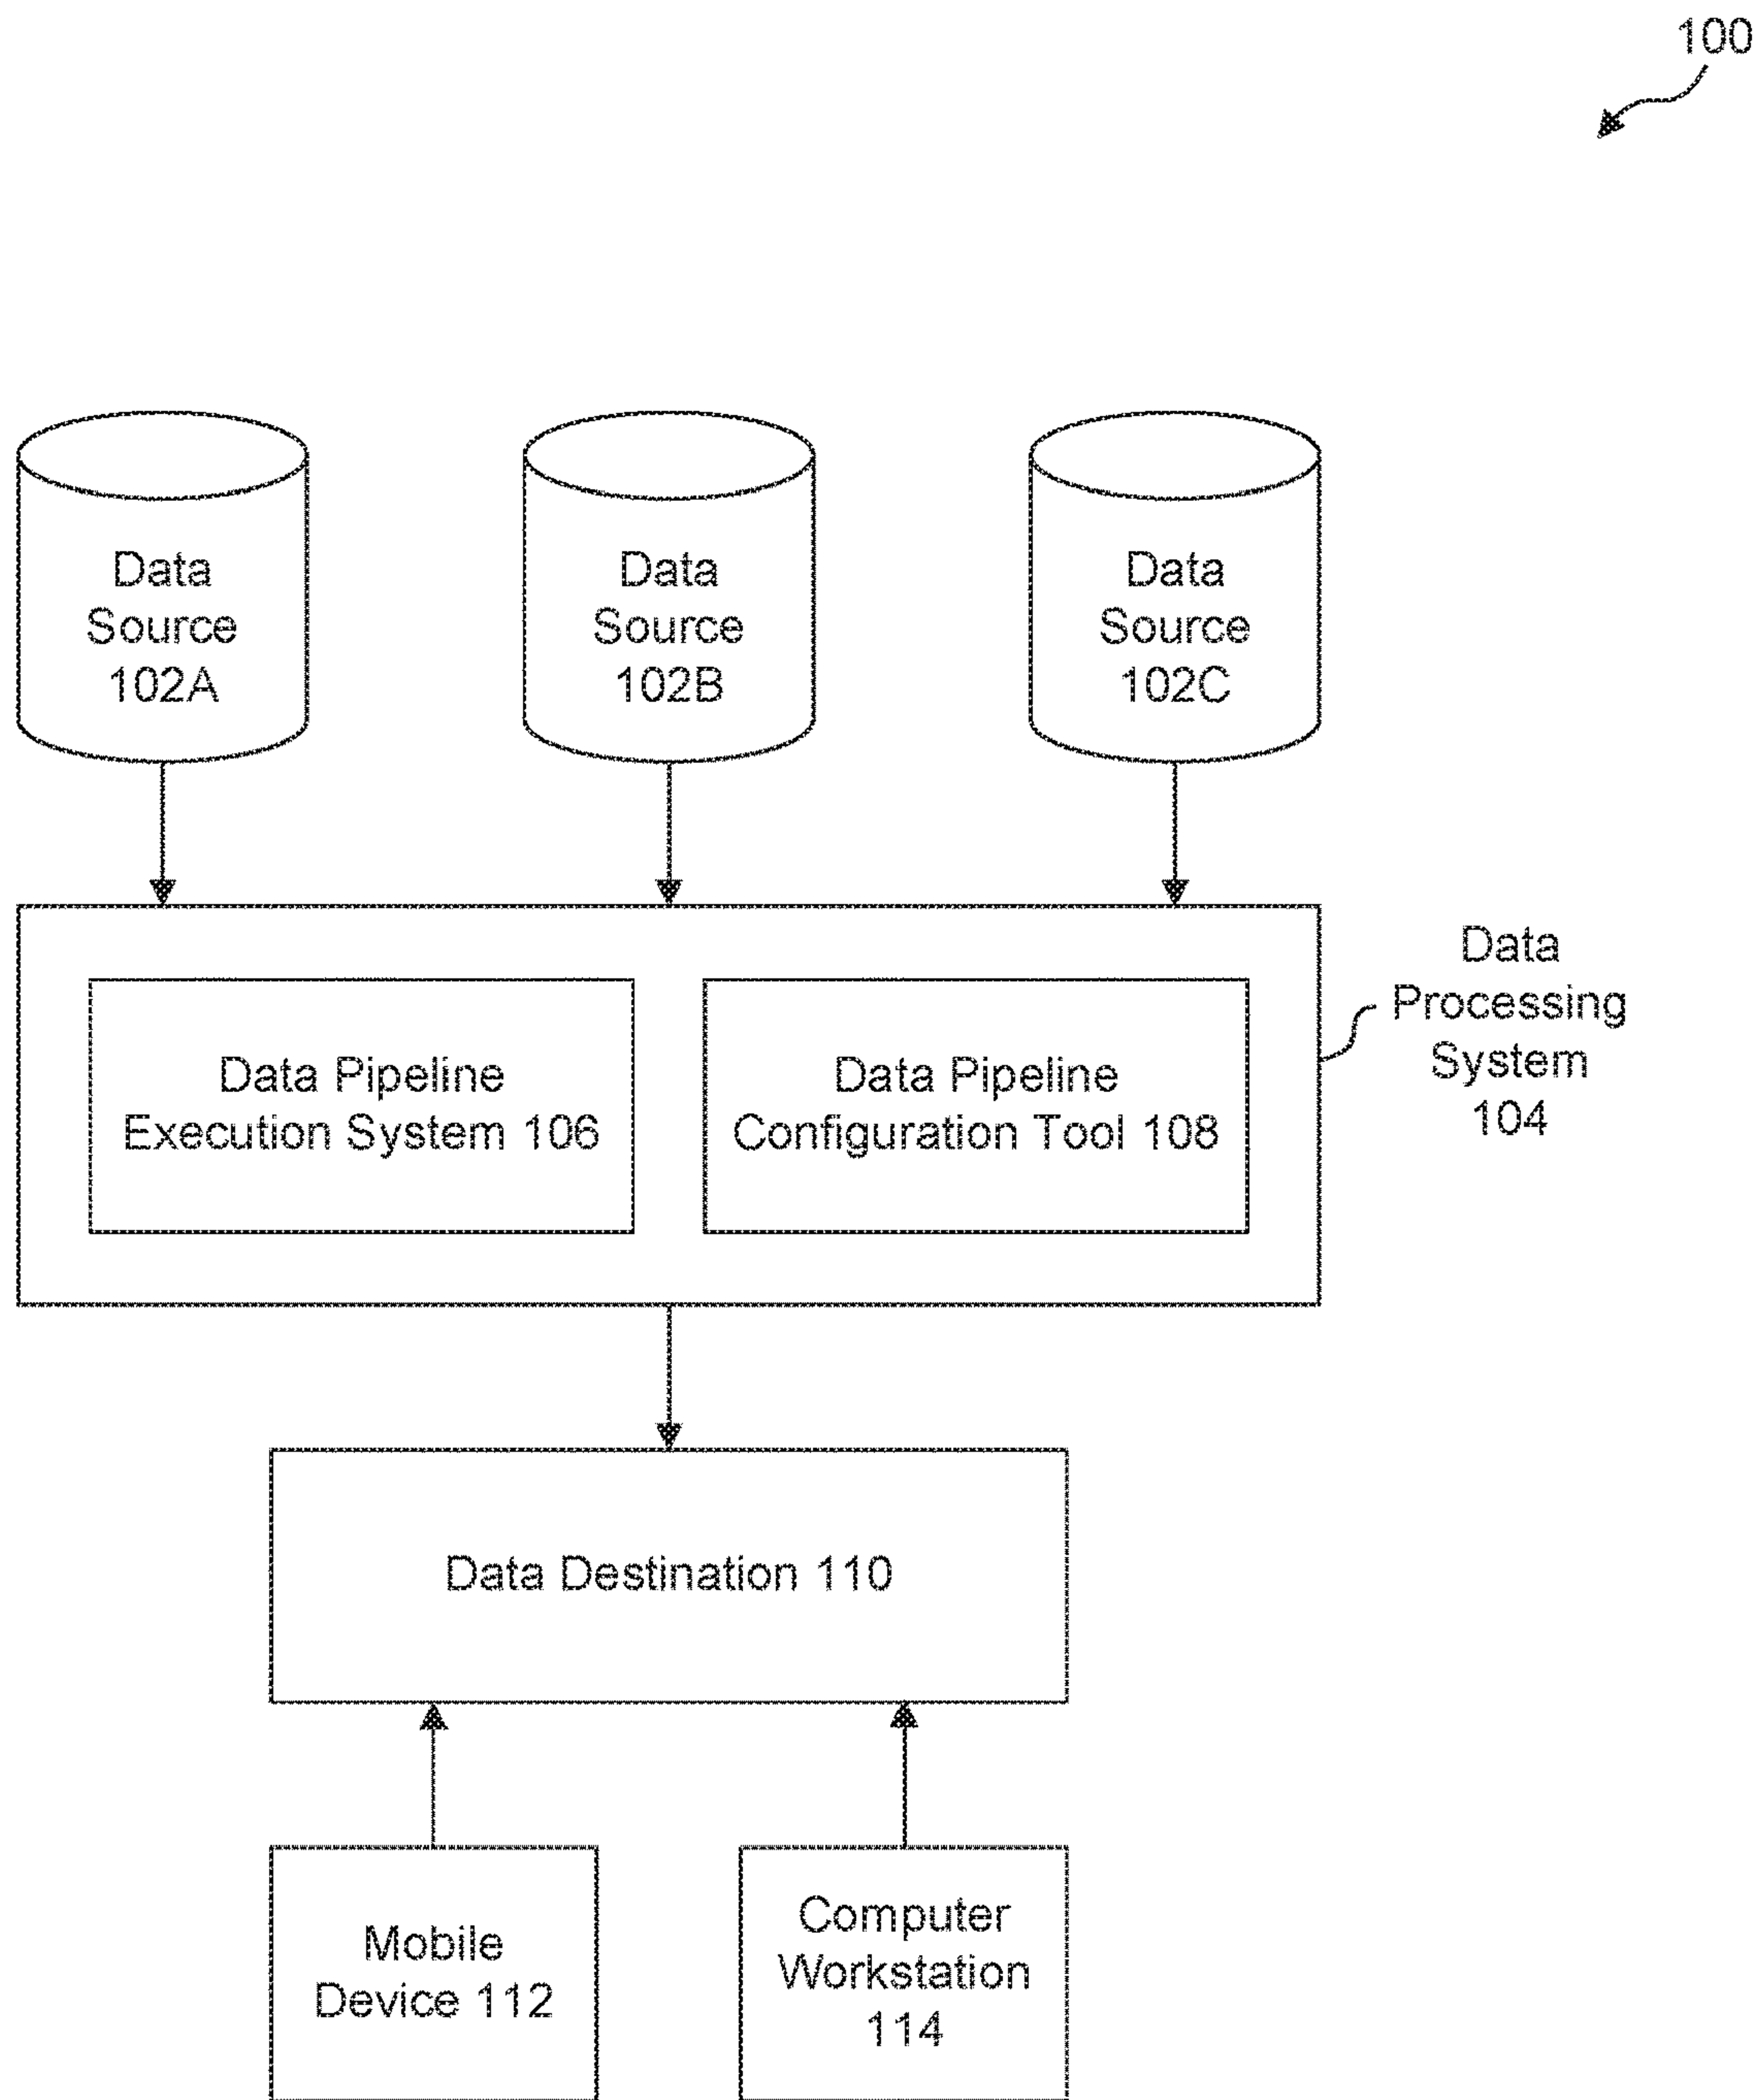 100
Data
Source
102A
Data
Source
102B
Data
Source
102C
Data Pipeline
Execution System 106
Data Pipeline
Configuration Tool 108
Data
Processing
System
104
Data Destination 110
Mobile
Device 112
Computer
Workstation
114